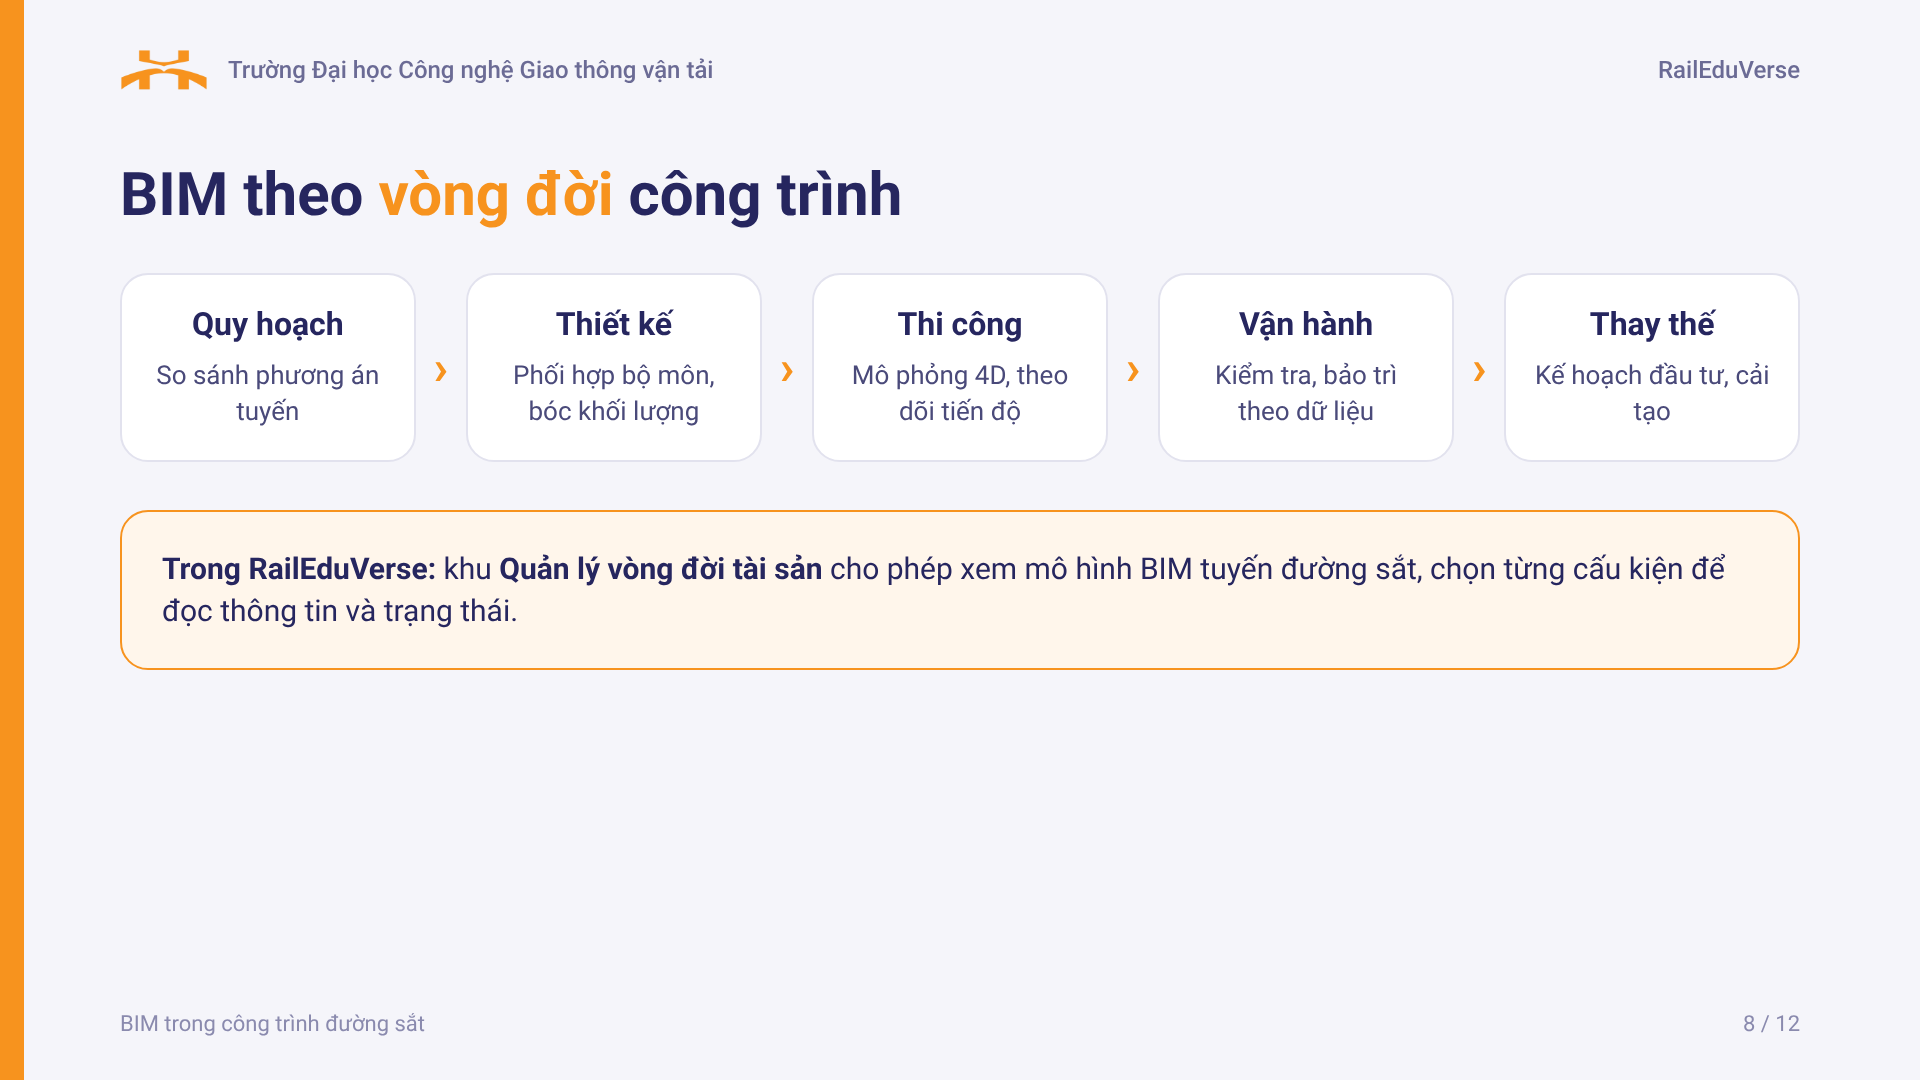 Trường Đại học Công nghệ Giao thông vận tải
RailEduVerse
BIM theo vòng đời công trình
Quy hoạch
So sánh phương án
tuyến
›
Thiết kế
Phối hợp bộ môn,
bóc khối lượng
›
Thi công
Mô phỏng 4D, theo
dõi tiến độ
›
Vận hành
Kiểm tra, bảo trì
theo dữ liệu
›
Thay thế
Kế hoạch đầu tư, cải
tạo
Trong RailEduVerse: khu Quản lý vòng đời tài sản cho phép xem mô hình BIM tuyến đường sắt, chọn từng cấu kiện để
đọc thông tin và trạng thái.
BIM trong công trình đường sắt
8 / 12